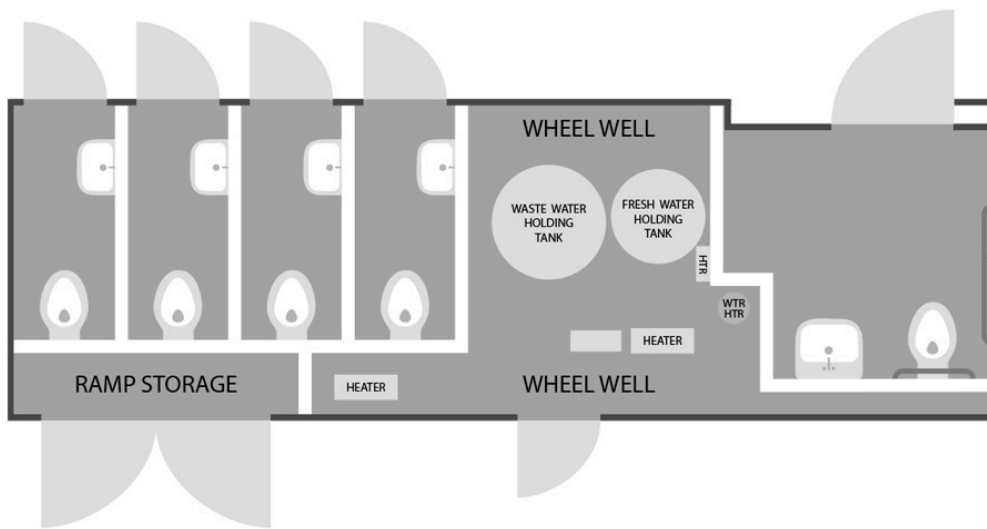 WHEEL WELL
WASTE WATER
HOLDING
TANK
FRESH WATER
HOLDING
TANK
HTR
WTR
HTR
HEATER
RAMP STORAGE
HEATER
WHEEL WELL